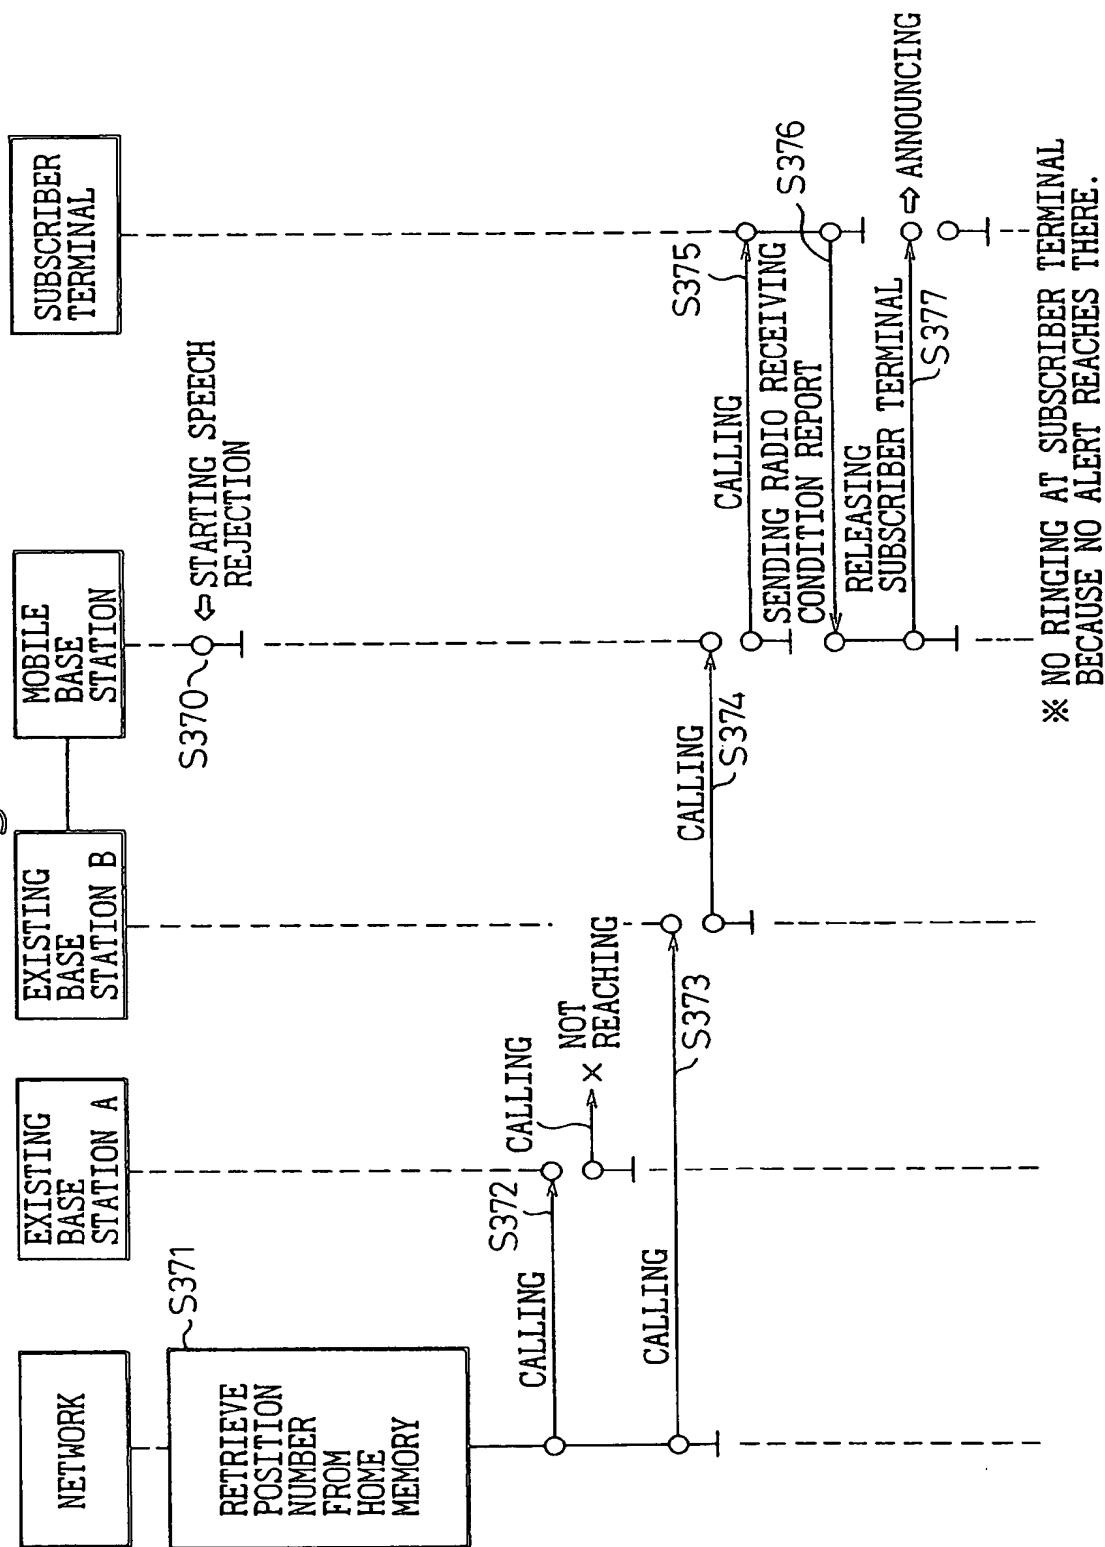 NETWORK
EXISTING
BASE
STATION A
EXISTING
BASE
STATION B
MOBILE
BASE
STATION
SUBSCRIBER
TERMINAL
S371
RETRIEVE
POSITION
NUMBER
FROM
HOME
MEMORY
S370
⇦STARTING SPEECH
REJECTION
CALLING
S372
CALLING
× NOT
REACHING
CALLING
S373
CALLING
S374
CALLING
S375
SENDING RADIO RECEIVING
CONDITION REPORT
S376
RELEASING
SUBSCRIBER TERMINAL
S377
⇨ ANNOUNCING
※ NO RINGING AT SUBSCRIBER TERMINAL
BECAUSE NO ALERT REACHES THERE.